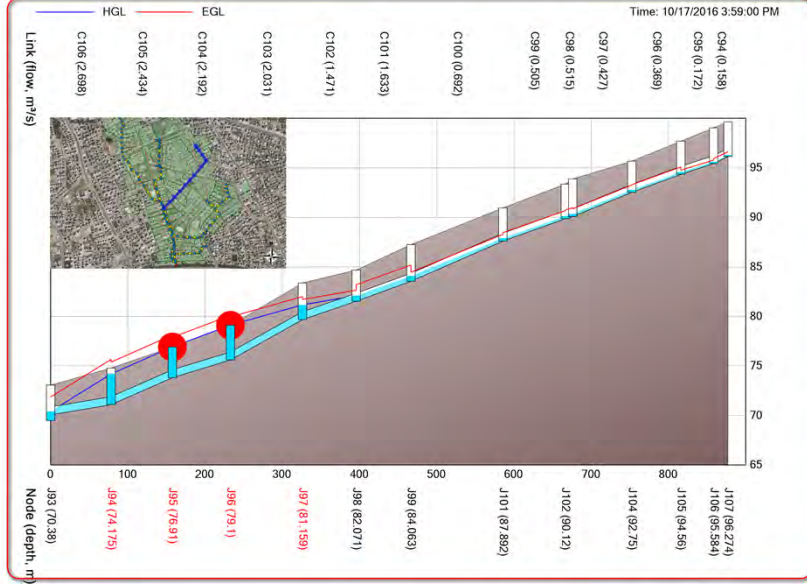 HGL EGL Time: 10/17/2016 3:59:00 PM
Link (flow, m³/s)
C106 (2.698)
C105 (2.434)
C104 (2.192)
C103 (2.031)
C102 (1.471)
C101 (1.633)
C100 (0.692)
C99 (0.505)
C98 (0.515)
C97 (0.427)
C96 (0.369)
C95 (0.172)
C94 (0.158)
95
90
85
80
75
70
65
0 100 200 300 400 500 600 700 800
Node (depth, m)
J93 (70.38)
J94 (74.175)
J95 (76.91)
J96 (79.1)
J97 (81.159)
J98 (82.071)
J99 (84.063)
J101 (87.892)
J102 (90.12)
J104 (92.75)
J105 (94.56)
J106 (95.584)
J107 (96.274)